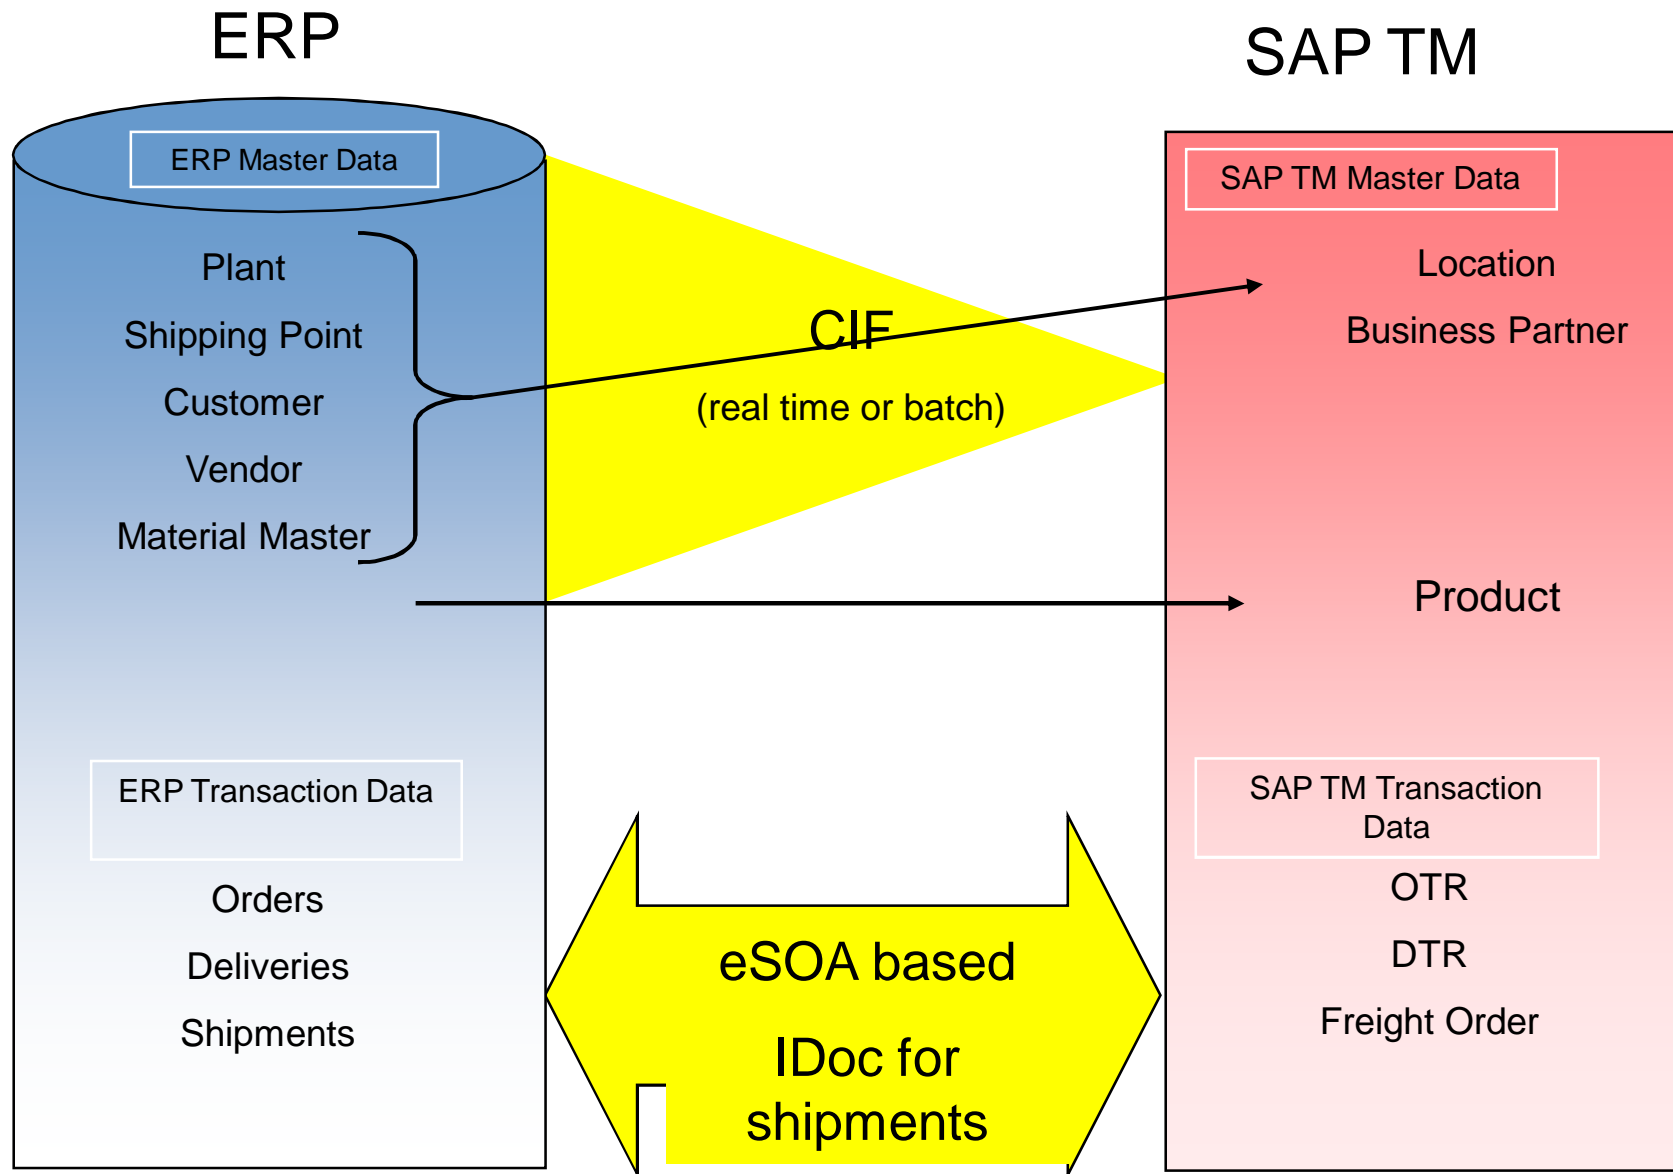 ERP
SAP TM
ERP Master Data
Plant
Shipping Point
Customer
Vendor
Material Master
CIF
(real time or batch)
SAP TM Master Data
Location
Business Partner
Product
ERP Transaction Data
Orders
Deliveries
Shipments
eSOA based
IDoc for
shipments
SAP TM Transaction
Data
OTR
DTR
Freight Order